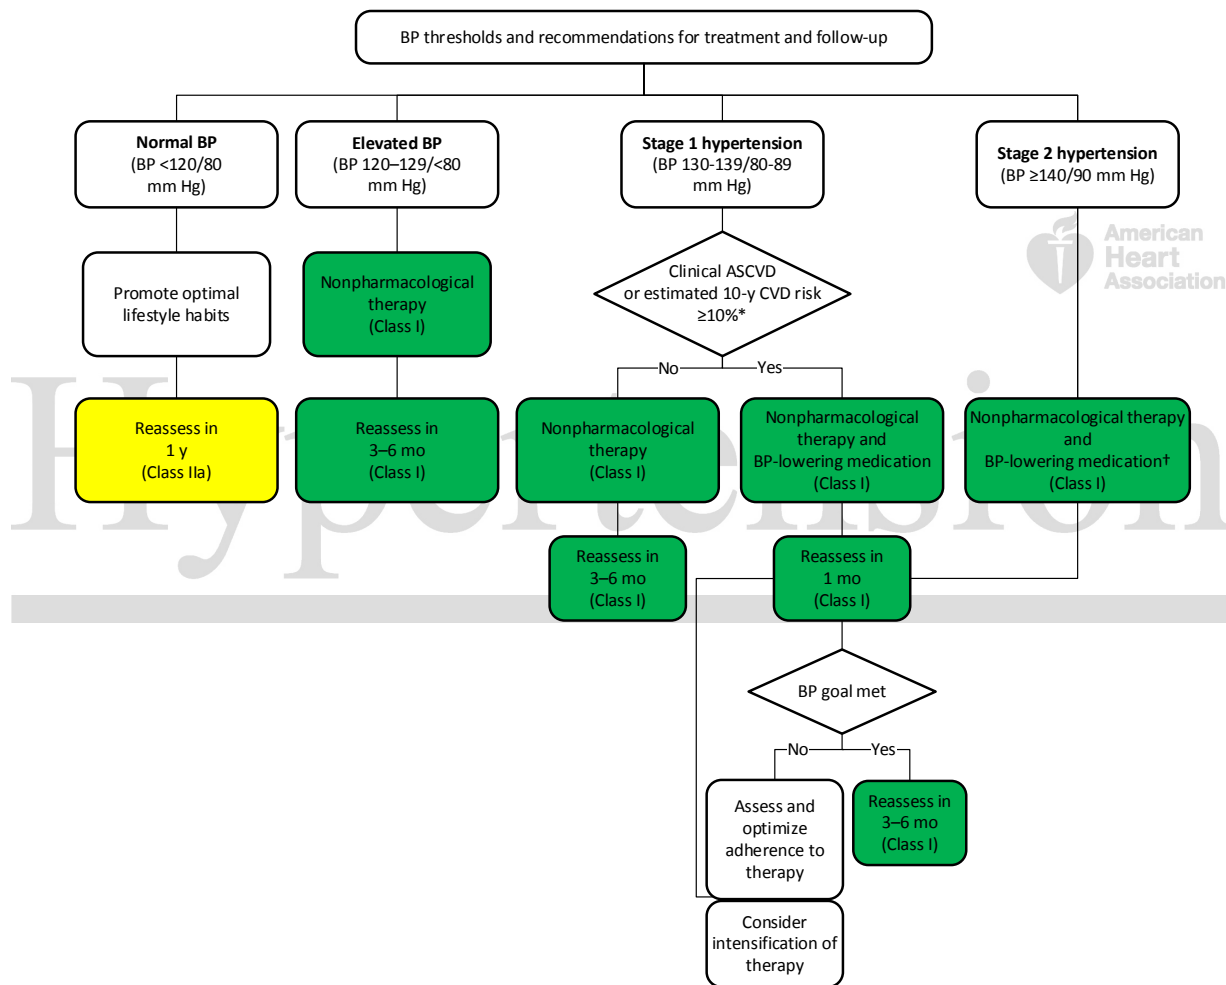 BP thresholds and recommendations for treatment and follow-up
Normal BP
(BP <120/80
mm Hg)
Elevated BP
(BP 120–129/<80
mm Hg)
Stage 1 hypertension
(BP 130-139/80-89
mm Hg)
Stage 2 hypertension
(BP ≥140/90 mm Hg)
American
Heart
Association
Promote optimal
lifestyle habits
Nonpharmacological
therapy
(Class I)
Clinical ASCVD
or estimated 10-y CVD risk
≥10%*
No
Yes
Reassess in
1 y
(Class IIa)
Reassess in
3–6 mo
(Class I)
Nonpharmacological
therapy
(Class I)
Nonpharmacological
therapy and
BP-lowering medication
(Class I)
Nonpharmacological therapy
and
BP-lowering medication†
(Class I)
Hypertension
Reassess in
3–6 mo
(Class I)
Reassess in
1 mo
(Class I)
BP goal met
No
Yes
Assess and
optimize
adherence to
therapy
Reassess in
3–6 mo
(Class I)
Consider
intensification of
therapy